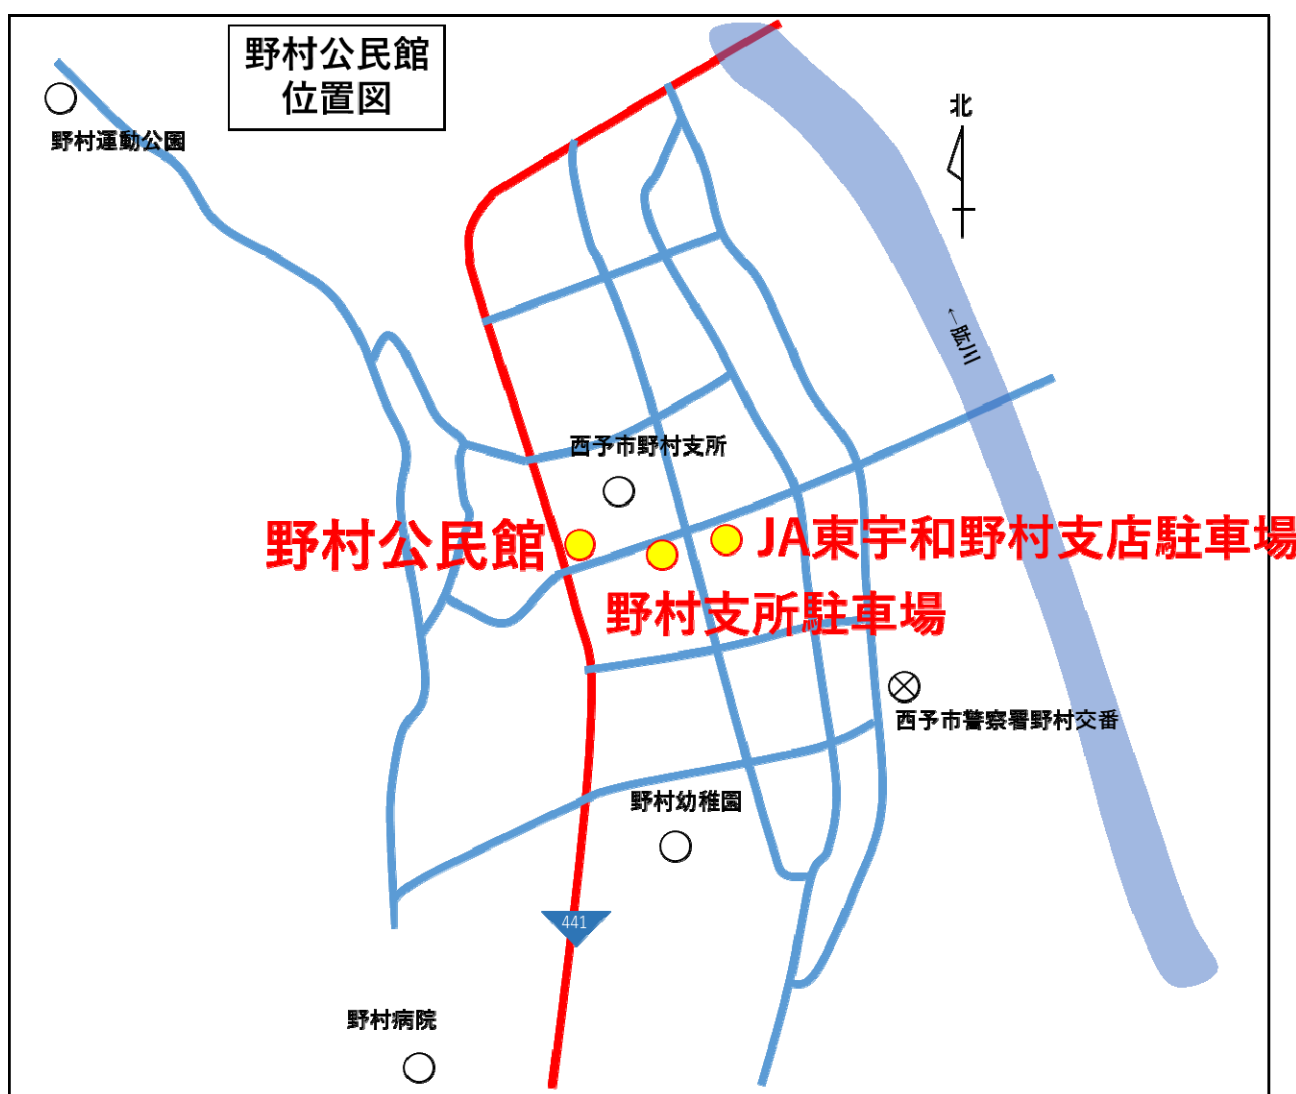 野村公民館
位置図
野村運動公園
北
←肱川
西予市野村支所
野村公民館
JA東宇和野村支店駐車場
野村支所駐車場
西予市警察署野村交番
野村幼稚園
441
野村病院